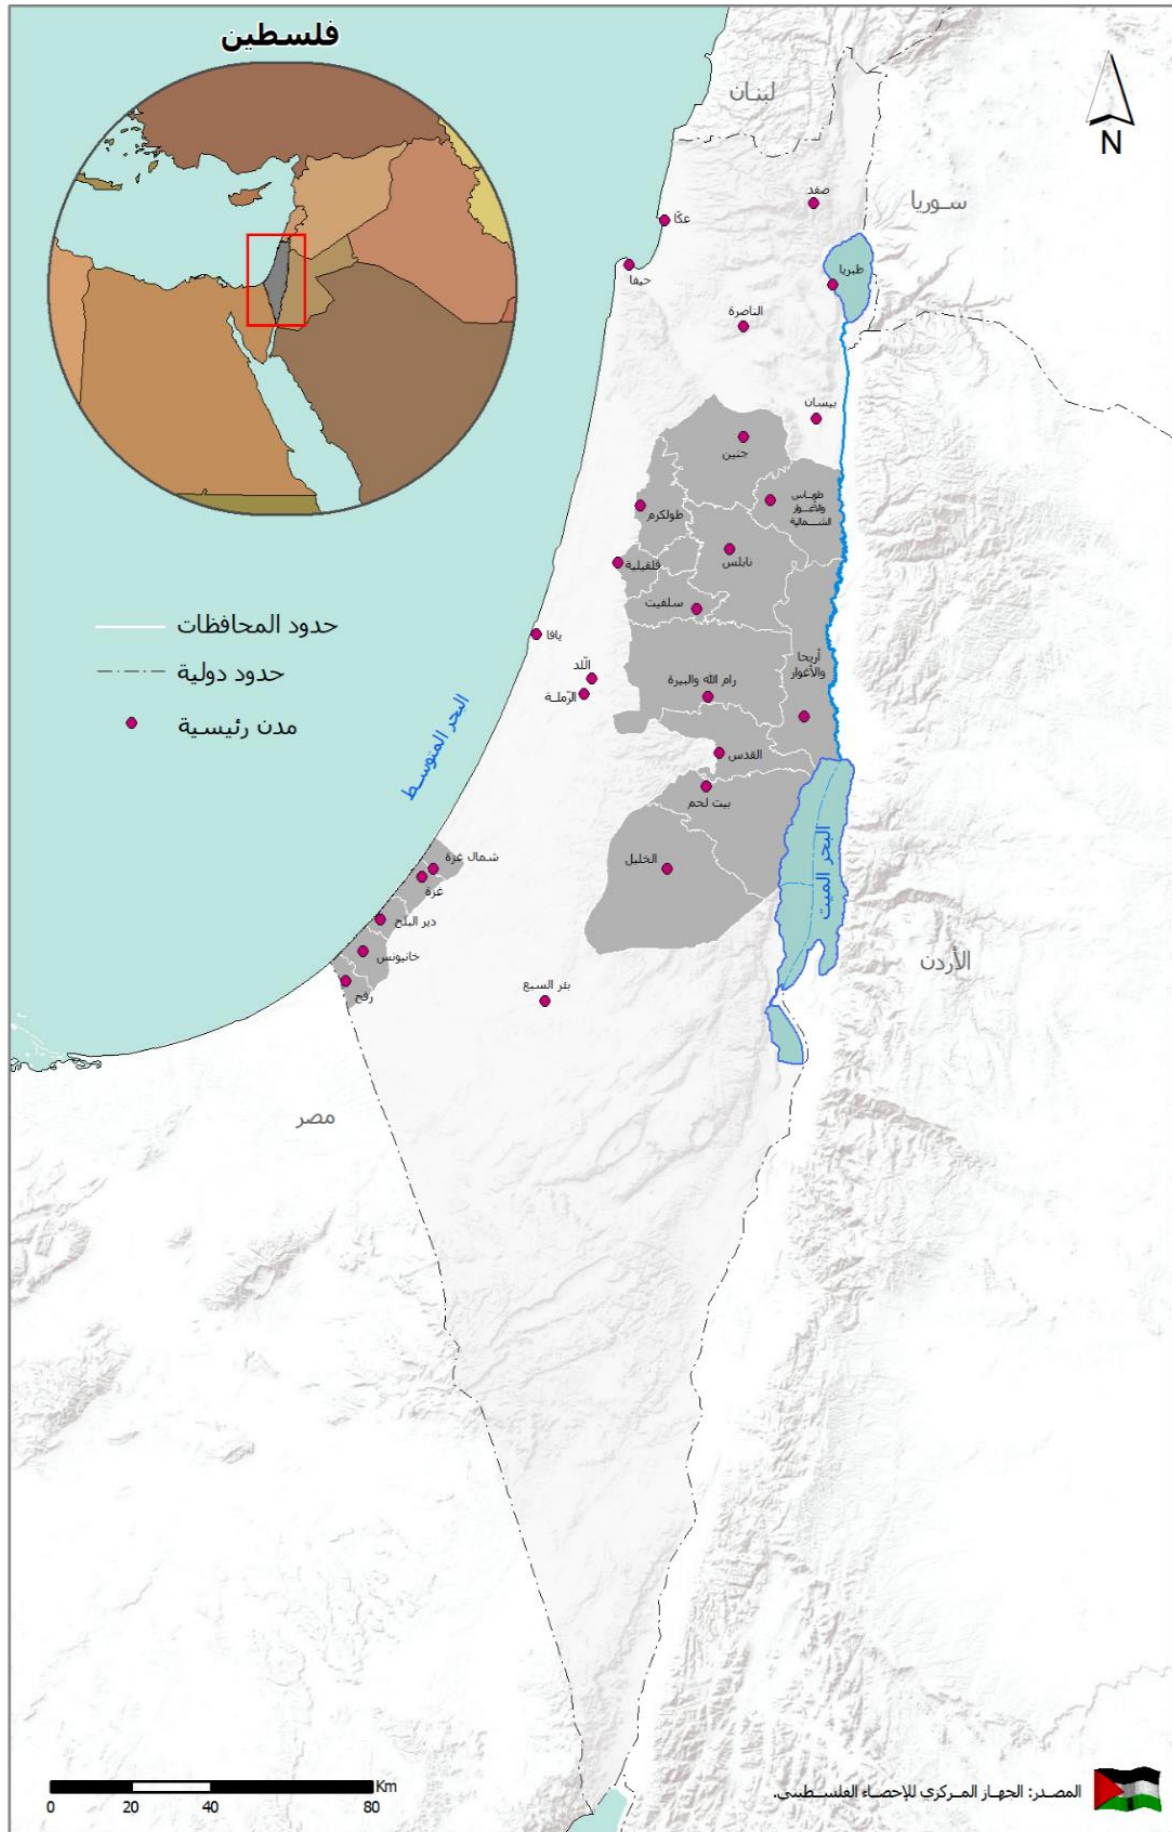 فلسطين
لبنان
N
صفد
سوريا
عكا
حيفا
طبريا
الناصرة
بيسان
جنين
طوباس
والأغوار
الشمالية
طولكرم
نابلس
قلقيلية
سلفيت
حدود المحافظات
حدود دولية
مدن رئيسية
يافا
اللد
الرملة
أريحا
والأغوار
رام الله والبيرة
البحر المتوسط
القدس
بيت لحم
البحر الميت
الخليل
شمال غزة
غزة
دير البلح
خانيونس
رفح
بئر السبع
الأردن
مصر
Km
0 20 40 80
المصدر: الجهاز المركزي للإحصاء الفلسطيني.